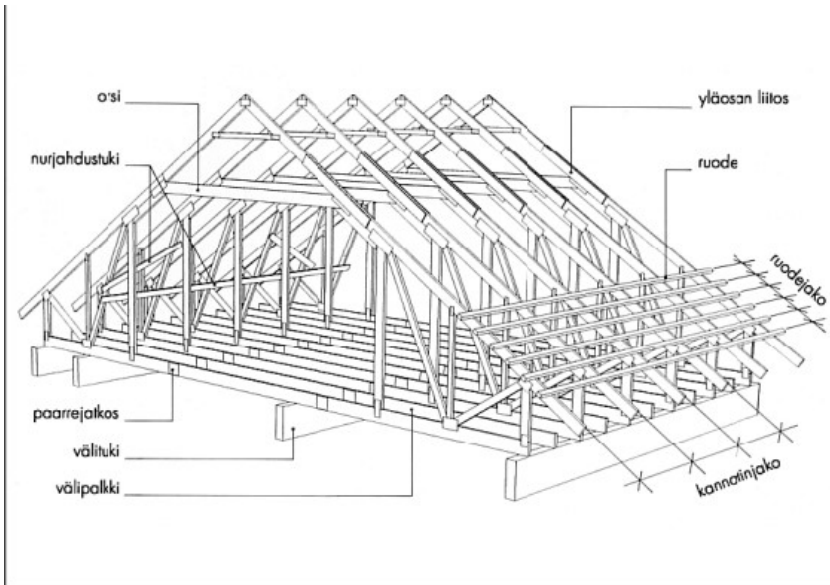 o·si
nurjahdustuki
paarrejatkos
välituki
välipalkki
yläosan liitos
ruode
ruodejako
kannatinjako